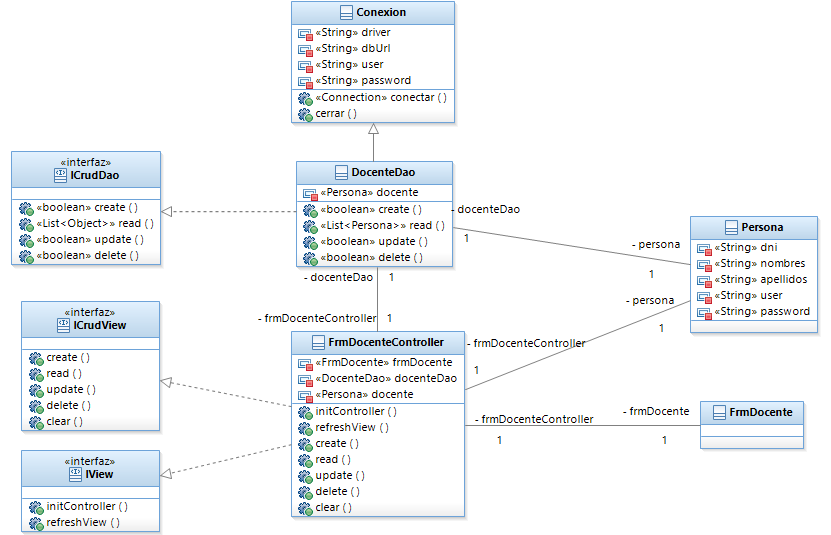 Conexion
«String» driver
«String» dbUrl
«String» user
«String» password
«Connection» conectar ( )
cerrar ( )
«interfaz»
ICrudDao
«boolean» create ( )
«List<Object>» read ( )
«boolean» update ( )
«boolean» delete ( )
DocenteDao
«Persona» docente
«boolean» create ( )
«List<Persona>» read ( )
«boolean» update ( )
«boolean» delete ( )
- docenteDao
1
- persona
1
Persona
«String» dni
«String» nombres
«String» apellidos
«String» user
«String» password
- docenteDao
1
- frmDocenteController
1
- persona
1
- frmDocenteController
1
«interfaz»
ICrudView
create ( )
read ( )
update ( )
delete ( )
clear ( )
FrmDocenteController
«FrmDocente» frmDocente
«DocenteDao» docenteDao
«Persona» docente
initController ( )
refreshView ( )
create ( )
read ( )
update ( )
delete ( )
clear ( )
- frmDocenteController
1
- frmDocente
1
FrmDocente
«interfaz»
IView
initController ( )
refreshView ( )